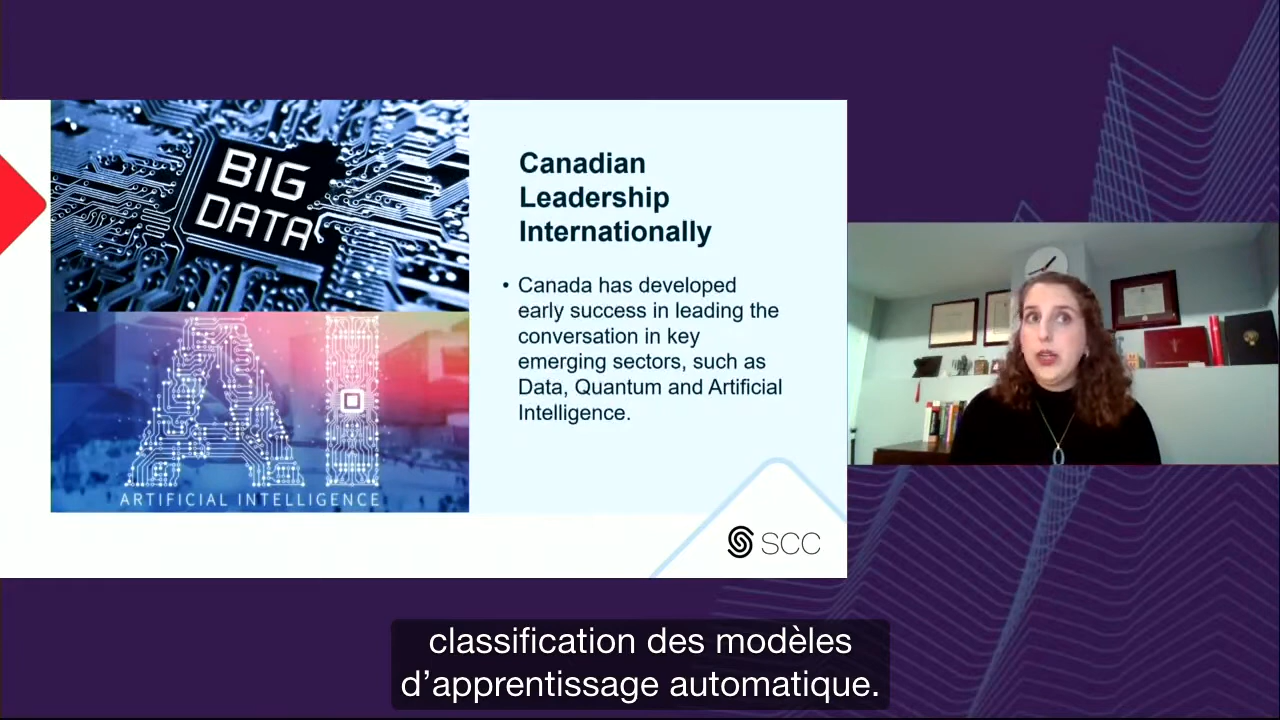 BIG
DATA
ARTIFICIAL INTELLIGENCE
Canadian
Leadership
Internationally
• Canada has developed
early success in leading the
conversation in key
emerging sectors, such as
Data, Quantum and Artificial
Intelligence.
SCC
classification des modèles
d’apprentissage automatique.